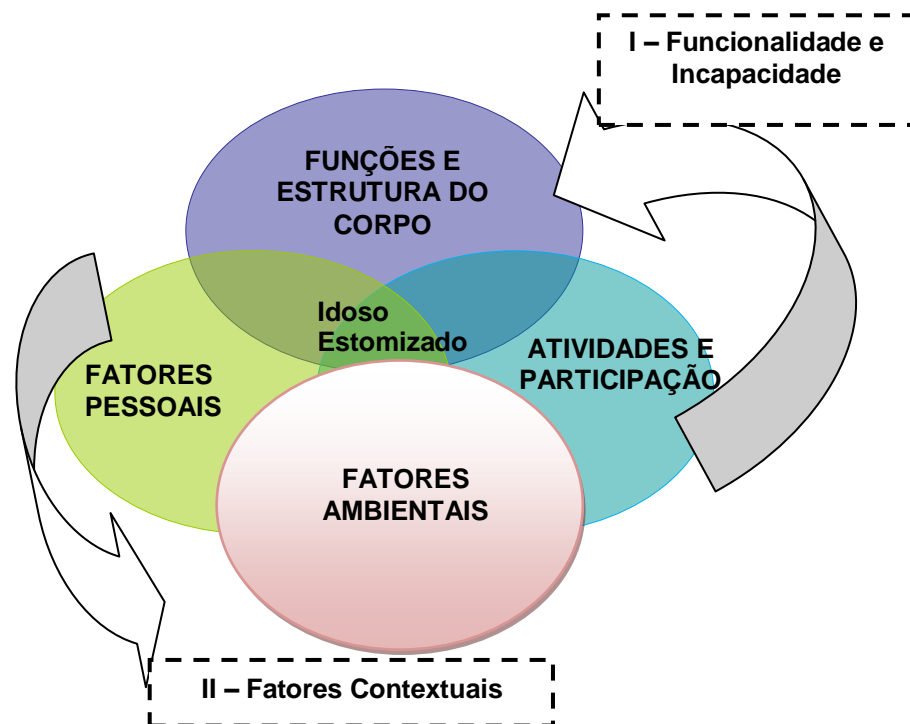 I – Funcionalidade e
Incapacidade
FUNÇÕES E
ESTRUTURA DO
CORPO
Idoso
Estomizado
ATIVIDADES E
PARTICIPAÇÃO
FATORES
PESSOAIS
FATORES
AMBIENTAIS
II – Fatores Contextuais